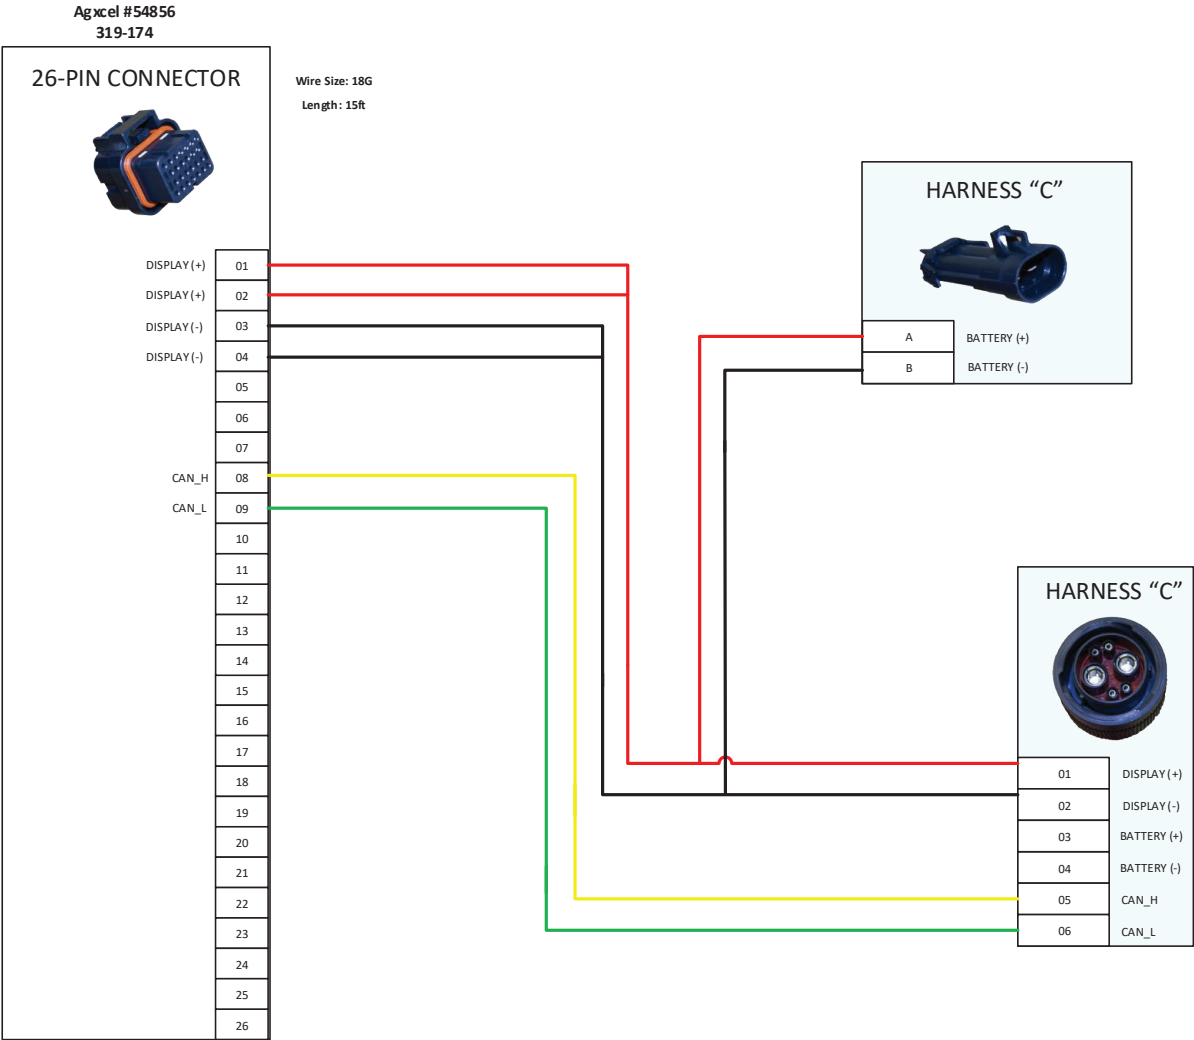 Agxcel #54856
319-174
26-PIN CONNECTOR
Wire Size: 18G
Length: 15ft
DISPLAY (+) 01
DISPLAY (+) 02
DISPLAY (-) 03
DISPLAY (-) 04
05
06
07
CAN_H 08
CAN_L 09
10
11
12
13
14
15
16
17
18
19
20
21
22
23
24
25
26
HARNESS “C”
A BATTERY (+)
B BATTERY (-)
HARNESS “C”
01 DISPLAY (+)
02 DISPLAY (-)
03 BATTERY (+)
04 BATTERY (-)
05 CAN_H
06 CAN_L